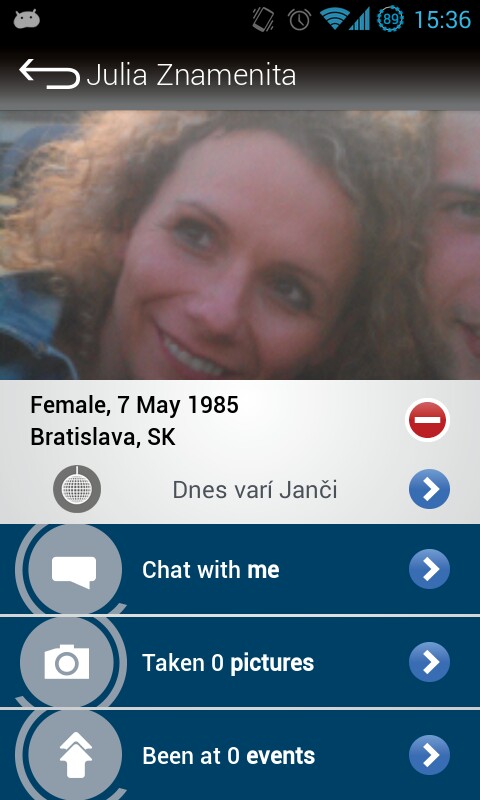 89 15:36
Julia Znamenita
Female, 7 May 1985
Bratislava, SK
Dnes varí Janči
Chat with me
Taken 0 pictures
Been at 0 events